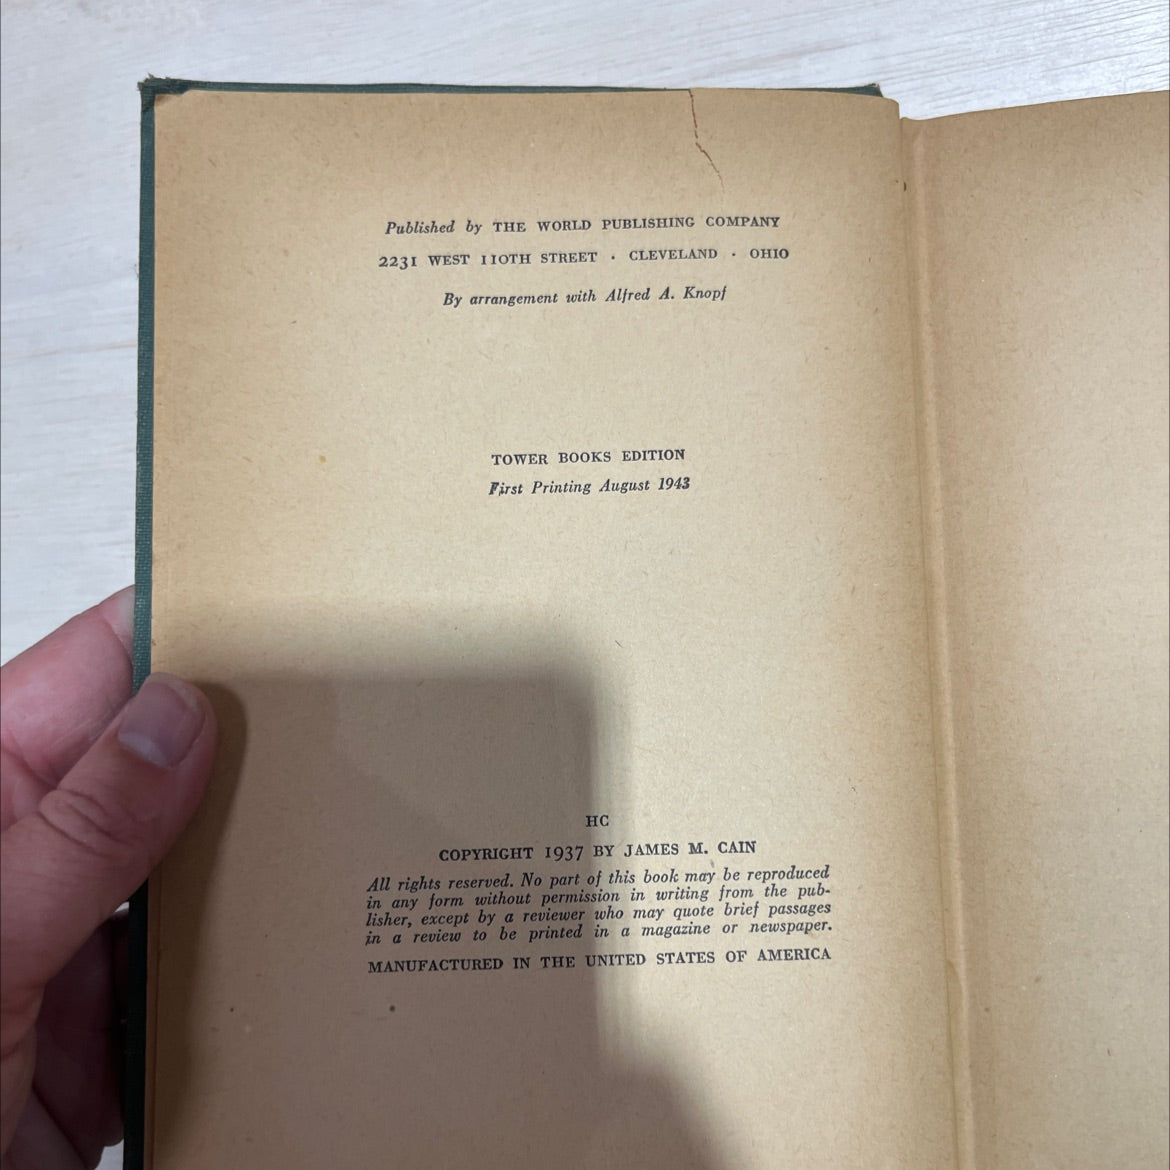 Published by THE WORLD PUBLISHING COMPANY
2231 WEST 110TH STREET · CLEVELAND · OHIO
By arrangement with Alfred A. Knopf
TOWER BOOKS EDITION
First Printing August 1943
HC
COPYRIGHT 1937 BY JAMES M. CAIN
All rights reserved. No part of this book may be reproduced
in any form without permission in writing from the pub-
lisher, except by a reviewer who may quote brief passages
in a review to be printed in a magazine or newspaper.
MANUFACTURED IN THE UNITED STATES OF AMERICA